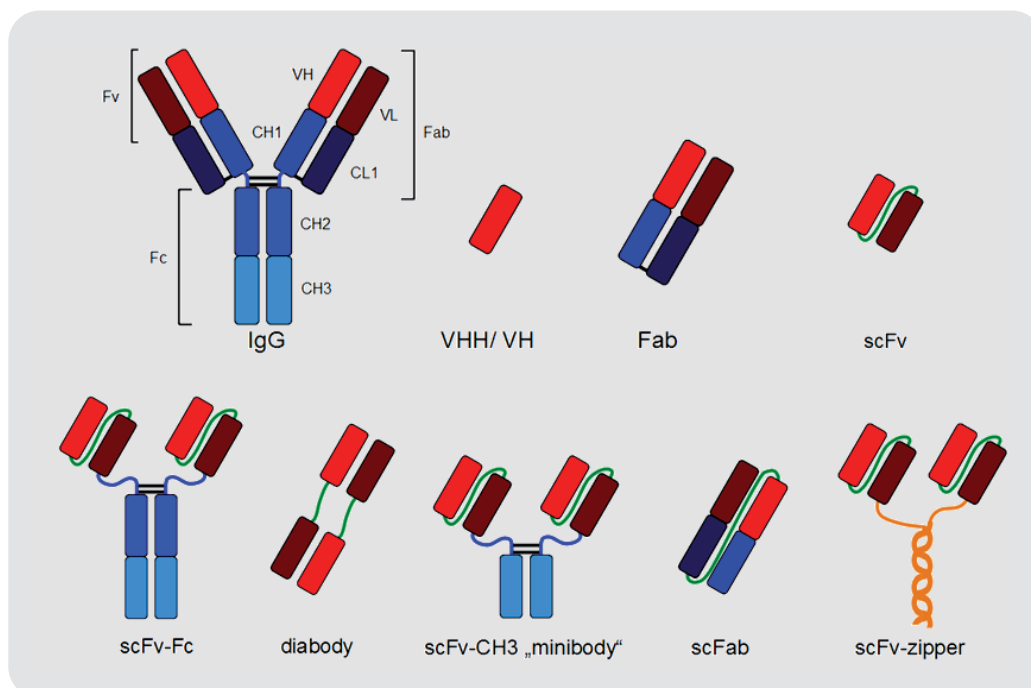 Fv
VH
VL
Fab
CH1
CL1
CH2
Fc
CH3
IgG
VHH/ VH
Fab
scFv
scFv-Fc
diabody
scFv-CH3 „minibody“
scFab
scFv-zipper